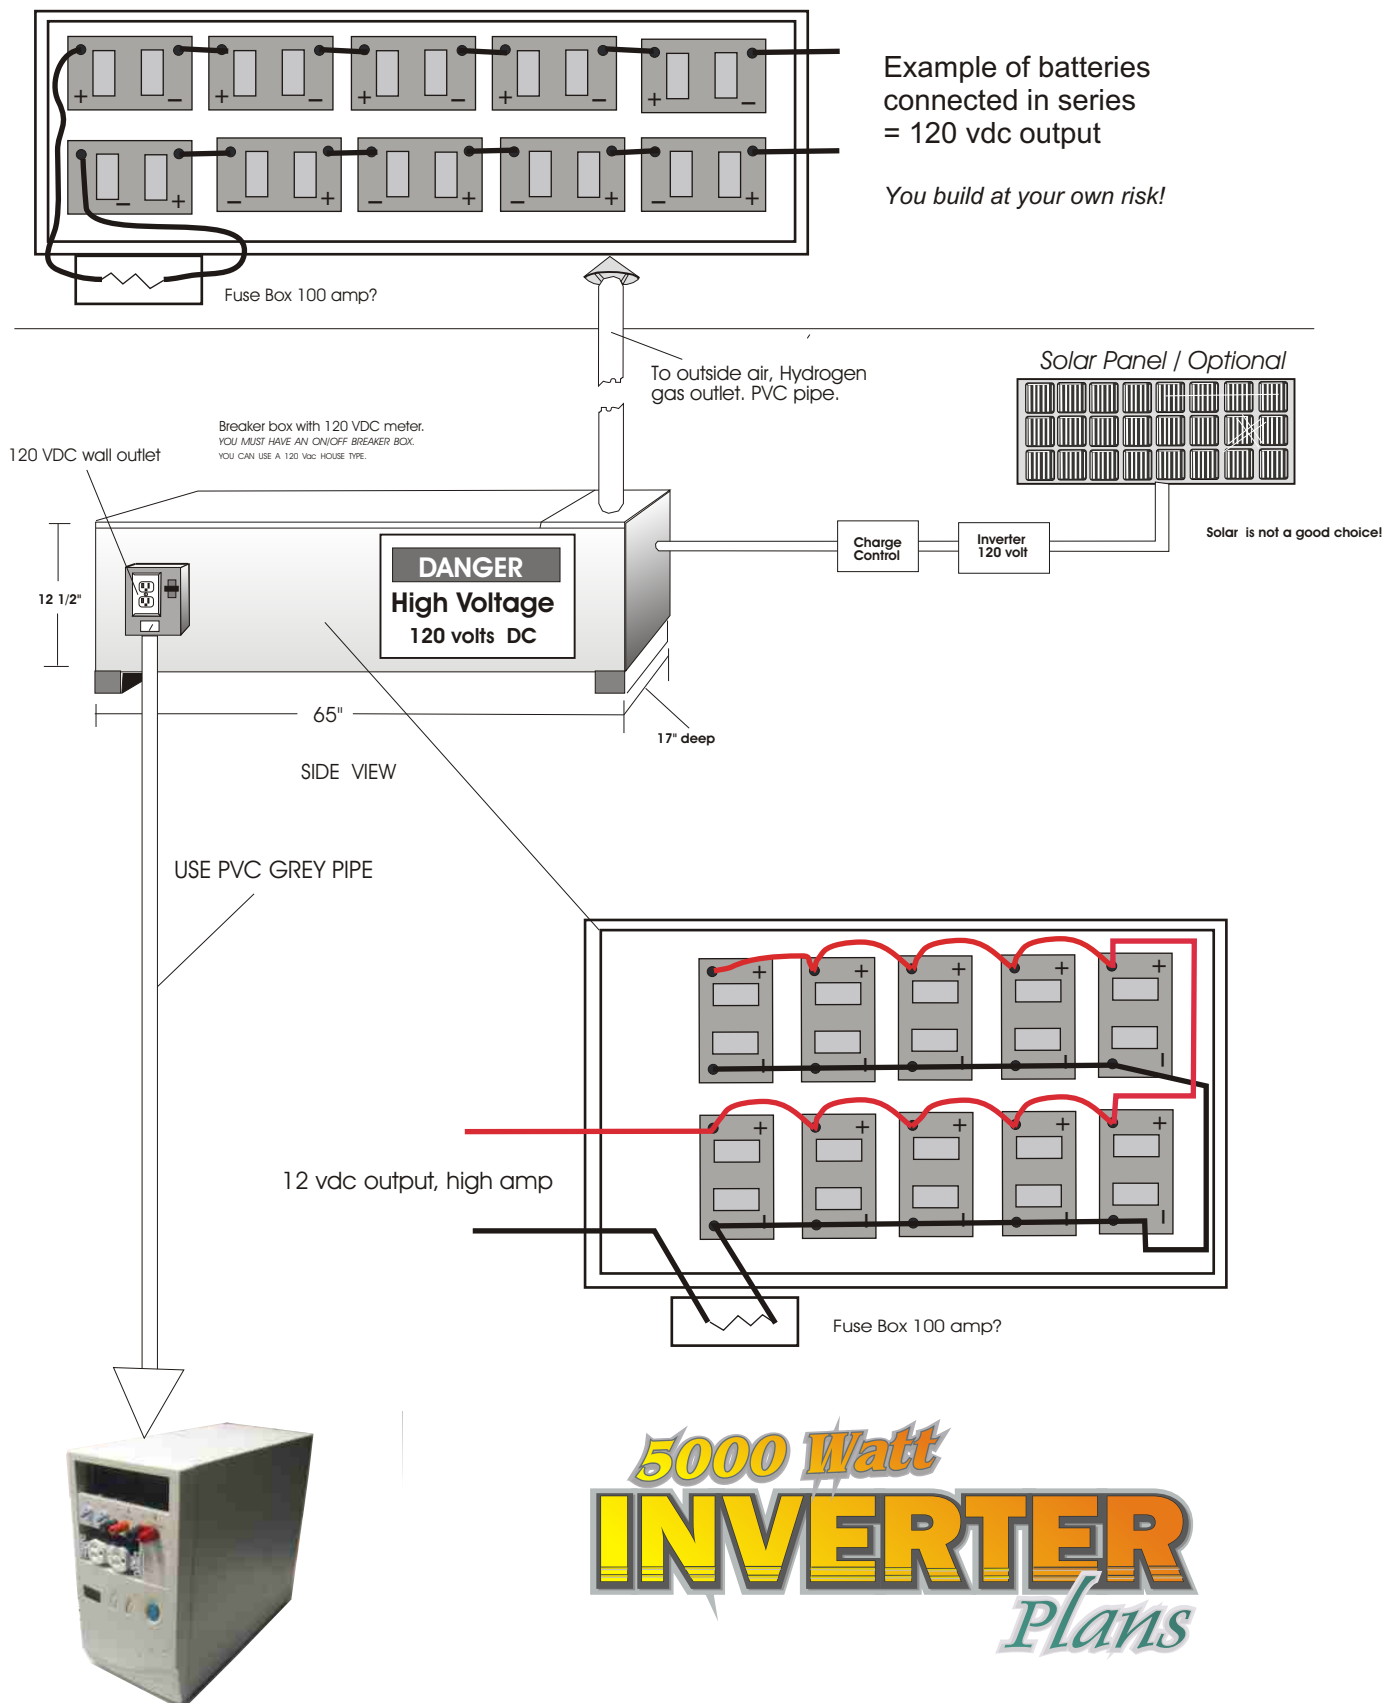 Example of batteries
connected in series
= 120 vdc output
You build at your own risk!
+ − + − + − + − + −
− + − + − + − + − +
Fuse Box 100 amp?
To outside air, Hydrogen
gas outlet. PVC pipe.
Solar Panel / Optional
Breaker box with 120 VDC meter.
YOU MUST HAVE AN ON/OFF BREAKER BOX.
YOU CAN USE A 120 Vac HOUSE TYPE.
120 VDC wall outlet
Solar is not a good choice!
Charge
Control
Inverter
120 volt
DANGER
High Voltage
120 volts DC
12 1/2"
65"
17" deep
SIDE VIEW
USE PVC GREY PIPE
+ + + + +
− − − − −
+ + + + +
− − − − −
12 vdc output, high amp
Fuse Box 100 amp?
5000 Watt
INVERTER
Plans